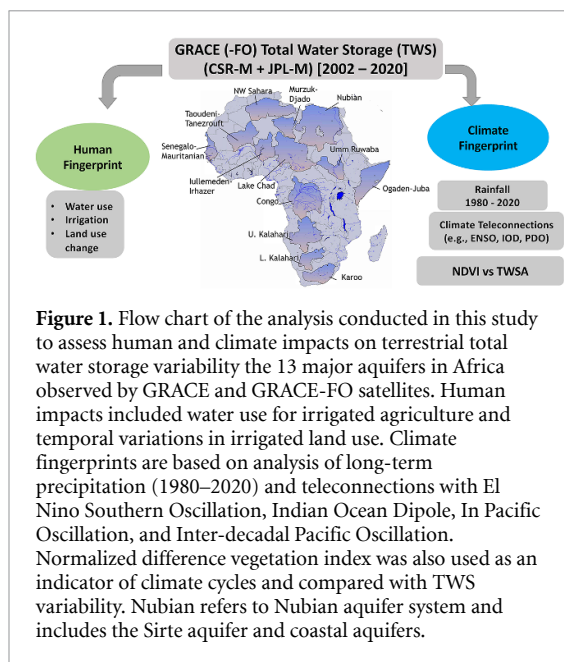 GRACE (-FO) Total Water Storage (TWS)
(CSR-M + JPL-M) [2002 – 2020]
Human
Fingerprint
• Water use
• Irrigation
• Land use
change
NW Sahara
Murzuk-
Djado
Nubiàn
Taoudeni-
Tanezrouft
Senegalo-
Mauritanian
Umm Ruwaba
Iullemeden-
Irhazer
Lake Chad
Ogaden-Juba
Congo
U. Kalahari
L. Kalahari
Karoo
Climate
Fingerprint
Rainfall
1980 - 2020
Climate Teleconnections
(e.g., ENSO, IOD, PDO)
NDVI vs TWSA
Figure 1. Flow chart of the analysis conducted in this study
to assess human and climate impacts on terrestrial total
water storage variability the 13 major aquifers in Africa
observed by GRACE and GRACE-FO satellites. Human
impacts included water use for irrigated agriculture and
temporal variations in irrigated land use. Climate
fingerprints are based on analysis of long-term
precipitation (1980–2020) and teleconnections with El
Nino Southern Oscillation, Indian Ocean Dipole, In Pacific
Oscillation, and Inter-decadal Pacific Oscillation.
Normalized difference vegetation index was also used as an
indicator of climate cycles and compared with TWS
variability. Nubian refers to Nubian aquifer system and
includes the Sirte aquifer and coastal aquifers.